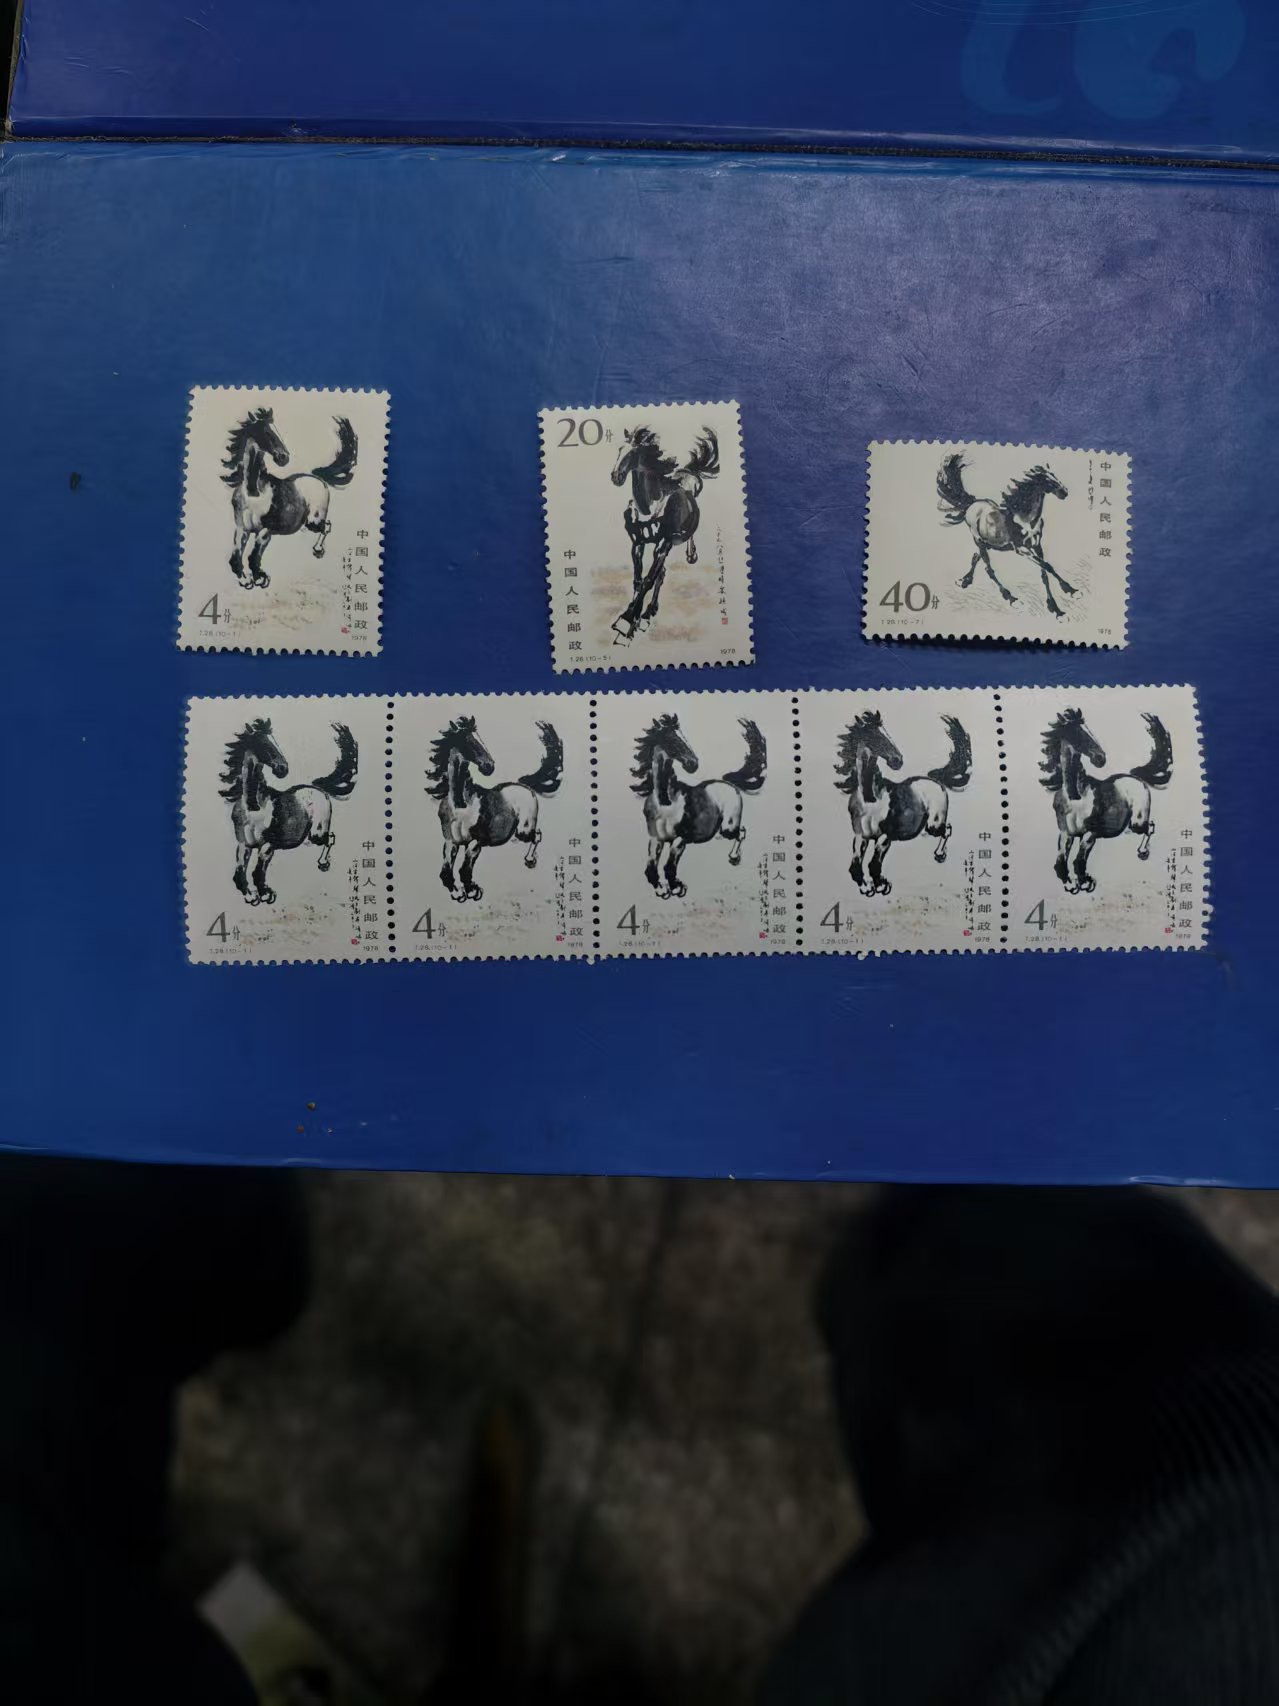 中国人民邮政
4分
T.28.(10-1)
1978
20分
中国人民邮政
T.28.(10-5)
1978
中国人民邮政
40分
T.28.(10-7)
1978
中国人民邮政
4分
T.28.(10-1)
1978
中国人民邮政
4分
T.28.(10-1)
1978
中国人民邮政
4分
T.28.(10-1)
1978
中国人民邮政
4分
T.28.(10-1)
1978
中国人民邮政
4分
T.28.(10-1)
1978